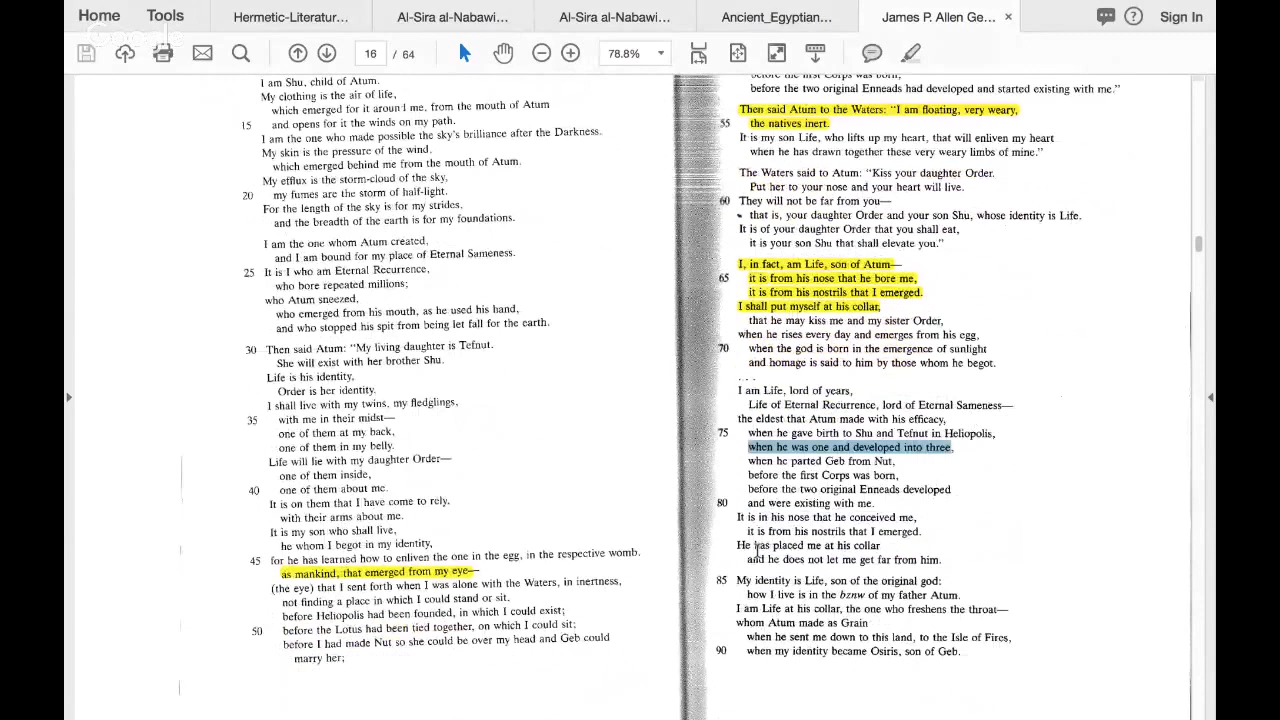 Home
Tools
Hermetic-Literatur...
Al-Sira al-Nabawi...
Al-Sira al-Nabawi...
Ancient_Egyptian...
James P. Allen Ge...
×
Sign In
Google
16 / 64
78.8%
I am Shu, child of Atum.
My clothing is the air of life,
which emerged for it around me, from the mouth of Atum
15 and opens for it the winds on my path.
I am the one who made possible the sky's brilliance after the Darkness.
My skin is the pressure of the wind,
which emerged behind me from the mouth of Atum.
My efflux is the storm-cloud of the sky,
20 my fumes are the storm of half-light.
For the length of the sky is for my strides,
and the breadth of the earth is for my foundations.
I am the one whom Atum created,
and I am bound for my place of Eternal Sameness.
25 It is I who am Eternal Recurrence,
who bore repeated millions;
who Atum sneezed,
who emerged from his mouth, as he used his hand,
and who stopped his spit from being let fall for the earth.
30 Then said Atum: "My living daughter is Tefnut.
She will exist with her brother Shu.
Life is his identity,
Order is her identity.
I shall live with my twins, my fledglings,
35 with me in their midst—
one of them at my back,
one of them in my belly.
Life will lie with my daughter Order—
one of them inside,
40 one of them about me.
It is on them that I have come to rely,
with their arms about me.
It is my son who shall live,
he whom I begot in my identity,
45 for he has learned how to enliven the one in the egg, in the respective womb.
as mankind, that emerged from my eye—
(the eye) that I sent forth when I was alone with the Waters, in inertness,
not finding a place in which I could stand or sit,
before Heliopolis had been founded, in which I could exist;
50 before the Lotus had been tied together, on which I could sit;
before I had made Nut so she could be over my head and Geb could
marry her;
before the first Corps was born,
before the two original Enneads had developed and started existing with me."
Then said Atum to the Waters: "I am floating, very weary,
55 the natives inert.
It is my son Life, who lifts up my heart, that will enliven my heart
when he has drawn together these very weary limbs of mine."
The Waters said to Atum: "Kiss your daughter Order.
Put her to your nose and your heart will live.
60 They will not be far from you—
that is, your daughter Order and your son Shu, whose identity is Life.
It is of your daughter Order that you shall eat,
it is your son Shu that shall elevate you."
I, in fact, am Life, son of Atum—
65 it is from his nose that he bore me,
it is from his nostrils that I emerged.
I shall put myself at his collar,
that he may kiss me and my sister Order,
when he rises every day and emerges from his egg,
70 when the god is born in the emergence of sunlight
and homage is said to him by those whom he begot.
. . .
I am Life, lord of years,
Life of Eternal Recurrence, lord of Eternal Sameness—
the eldest that Atum made with his efficacy,
75 when he gave birth to Shu and Tefnut in Heliopolis,
when he was one and developed into three,
when he parted Geb from Nut,
before the first Corps was born,
before the two original Enneads developed
80 and were existing with me.
It is in his nose that he conceived me,
it is from his nostrils that I emerged.
He has placed me at his collar
and he does not let me get far from him.
85 My identity is Life, son of the original god:
how I live is in the bznw of my father Atum.
I am Life at his collar, the one who freshens the throat—
whom Atum made as Grain
when he sent me down to this land, to the Isle of Fires,
90 when my identity became Osiris, son of Geb.